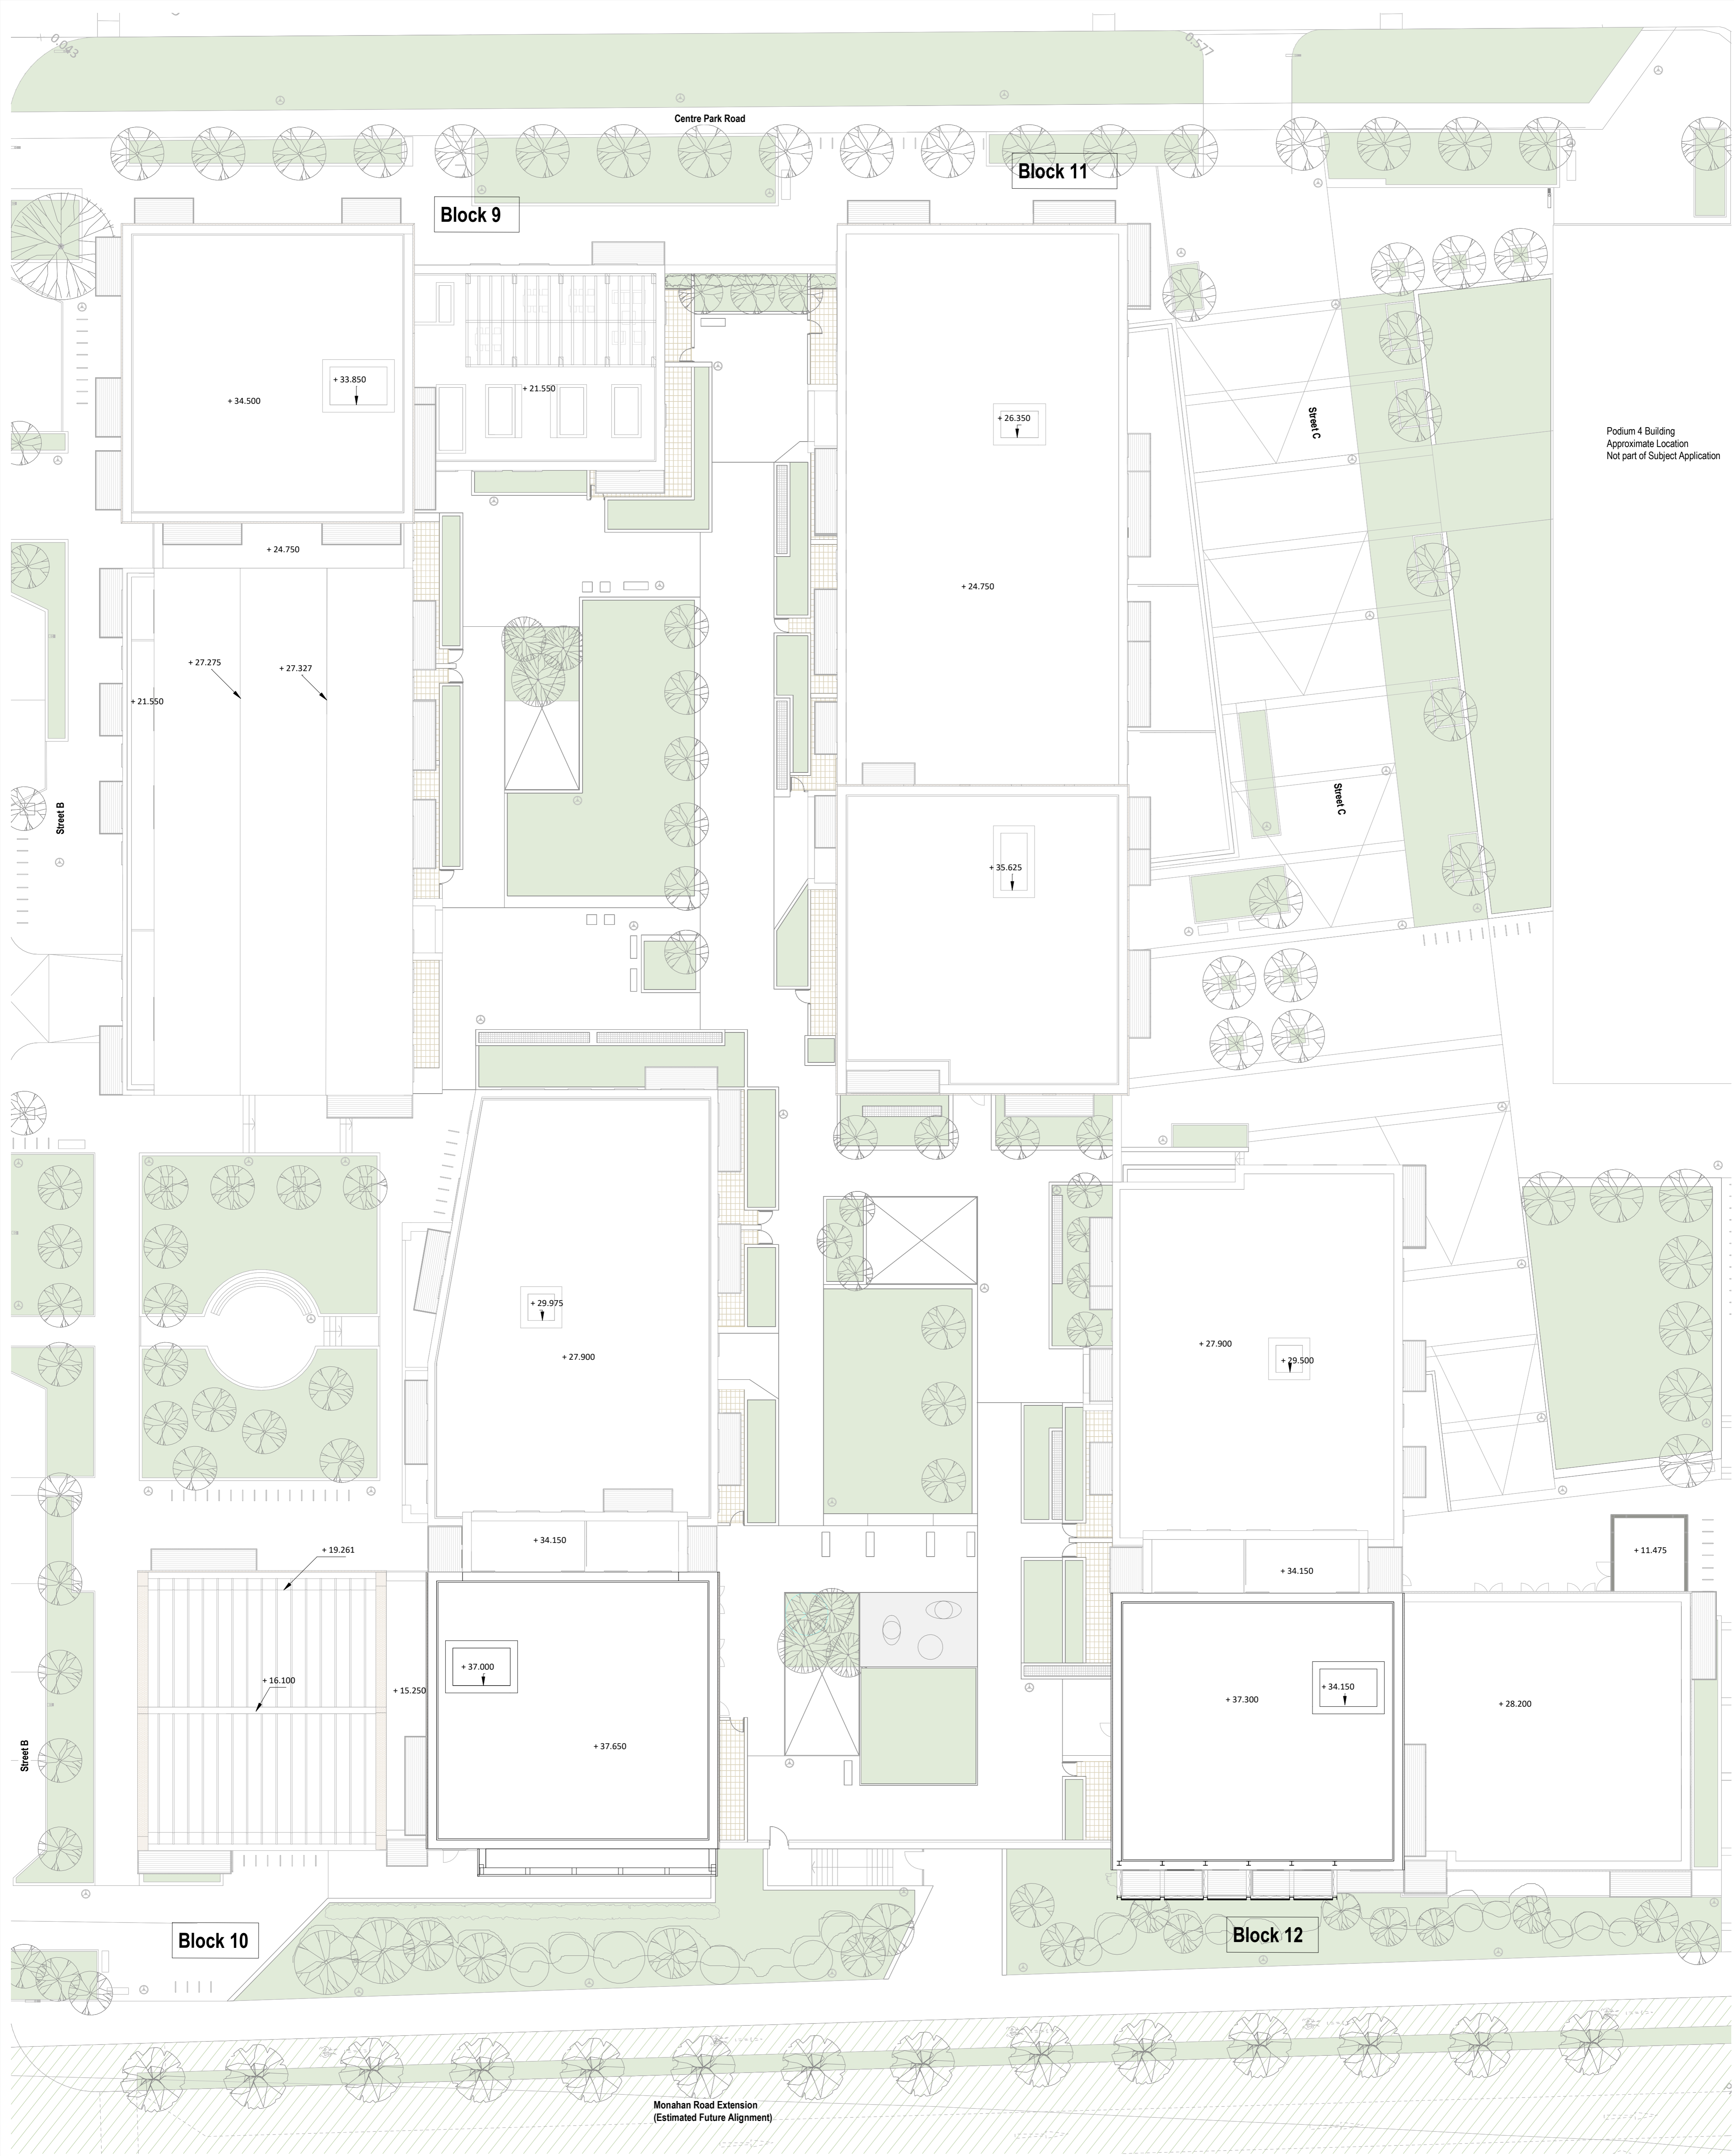 0.043
0.577
Centre Park Road
Block 11
Block 9
+ 33.850
+ 34.500
+ 21.550
+ 26.350
Street C
Podium 4 Building
Approximate Location
Not part of Subject Application
+ 24.750
+ 24.750
+ 27.275
+ 27.327
+ 21.550
Street B
Street C
+ 35.625
+ 29.975
+ 27.900
+ 27.900
+ 29.500
+ 34.150
+ 19.261
+ 11.475
+ 34.150
+ 37.000
+ 16.100
+ 15.250
+ 34.150
+ 37.300
+ 28.200
+ 37.650
Street B
Block 12
Block 10
Monahan Road Extension
(Estimated Future Alignment)